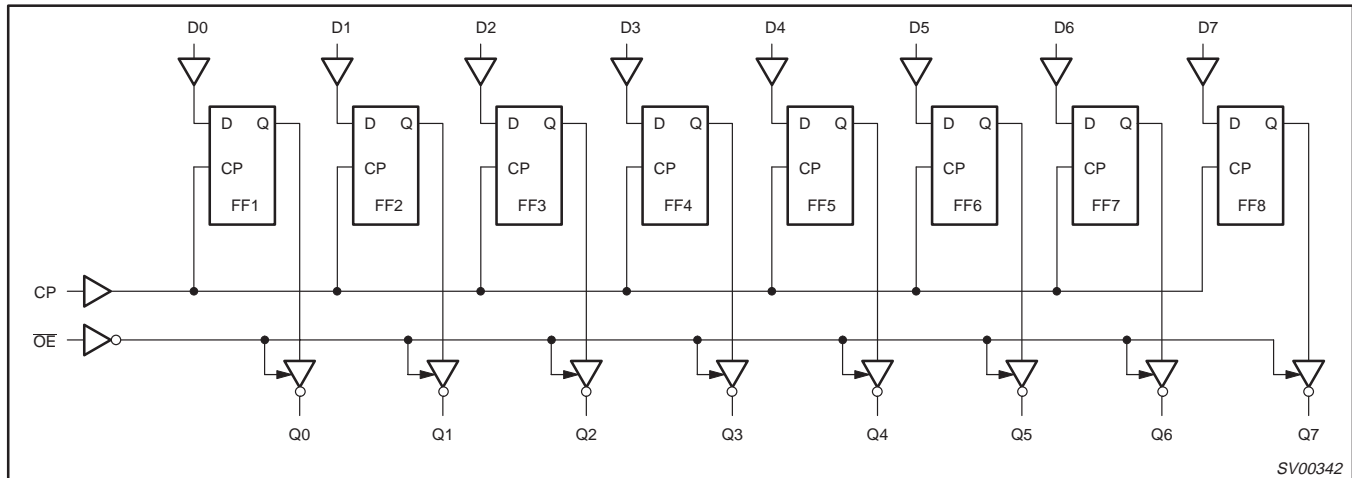 D0 D1 D2 D3 D4 D5 D6 D7
D Q D Q D Q D Q D Q D Q D Q D Q
CP CP CP CP CP CP CP CP
FF1 FF2 FF3 FF4 FF5 FF6 FF7 FF8
CP
O̅E̅
Q0 Q1 Q2 Q3 Q4 Q5 Q6 Q7
SV00342